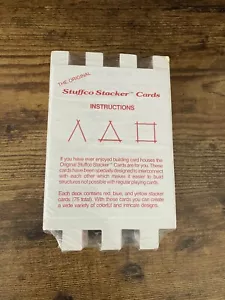 THE ORIGINAL
Stuffco Stacker™ Cards
INSTRUCTIONS
If you have ever enjoyed building card houses the
Original Stuffco Stacker™ Cards are for you. These
cards have been specially designed to interconnect
with each other which makes it easier to build
structures not possible with regular playing cards.
Each deck contains red, blue, and yellow stacker
cards (75 total). With those cards you can create
a wide variety of colorful and intricate designs.